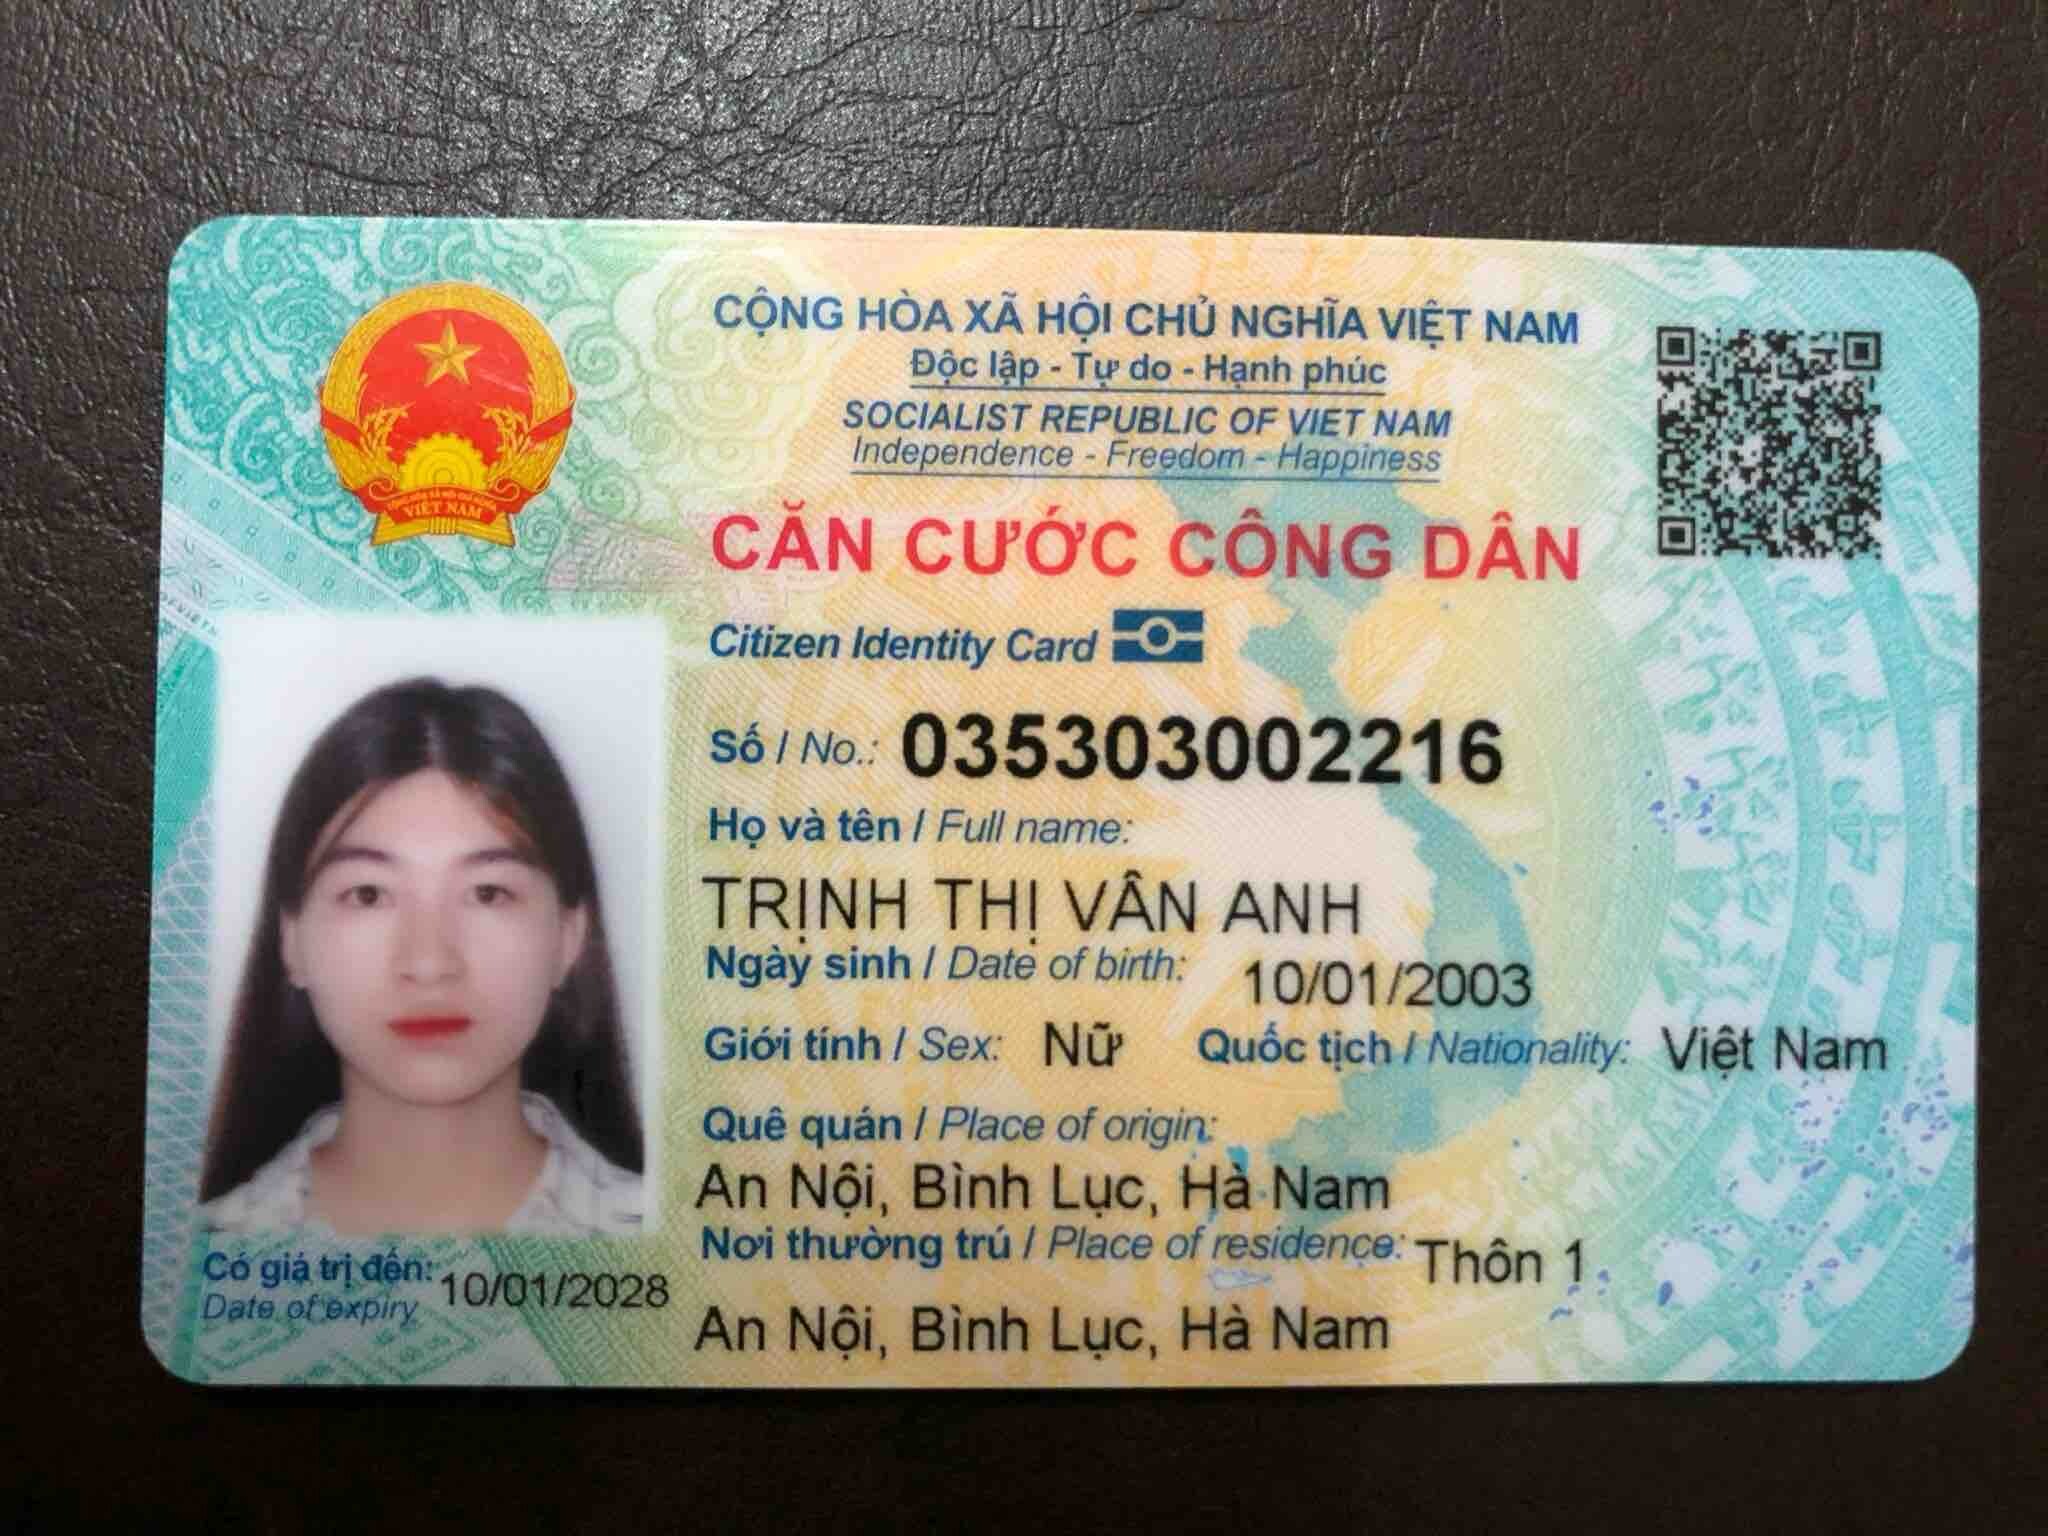 CỘNG HÒA XÃ HỘI CHỦ NGHĨA VIỆT NAM
Độc lập - Tự do - Hạnh phúc
SOCIALIST REPUBLIC OF VIET NAM
Independence - Freedom - Happiness
CĂN CƯỚC CÔNG DÂN
Citizen Identity Card
Số / No.: 035303002216
Họ và tên / Full name:
TRỊNH THỊ VÂN ANH
Ngày sinh / Date of birth: 10/01/2003
Giới tính / Sex: Nữ Quốc tịch / Nationality: Việt Nam
Quê quán / Place of origin:
An Nội, Bình Lục, Hà Nam
Nơi thường trú / Place of residence: Thôn 1
An Nội, Bình Lục, Hà Nam
Có giá trị đến: 10/01/2028
Date of expiry
VIỆT NAM